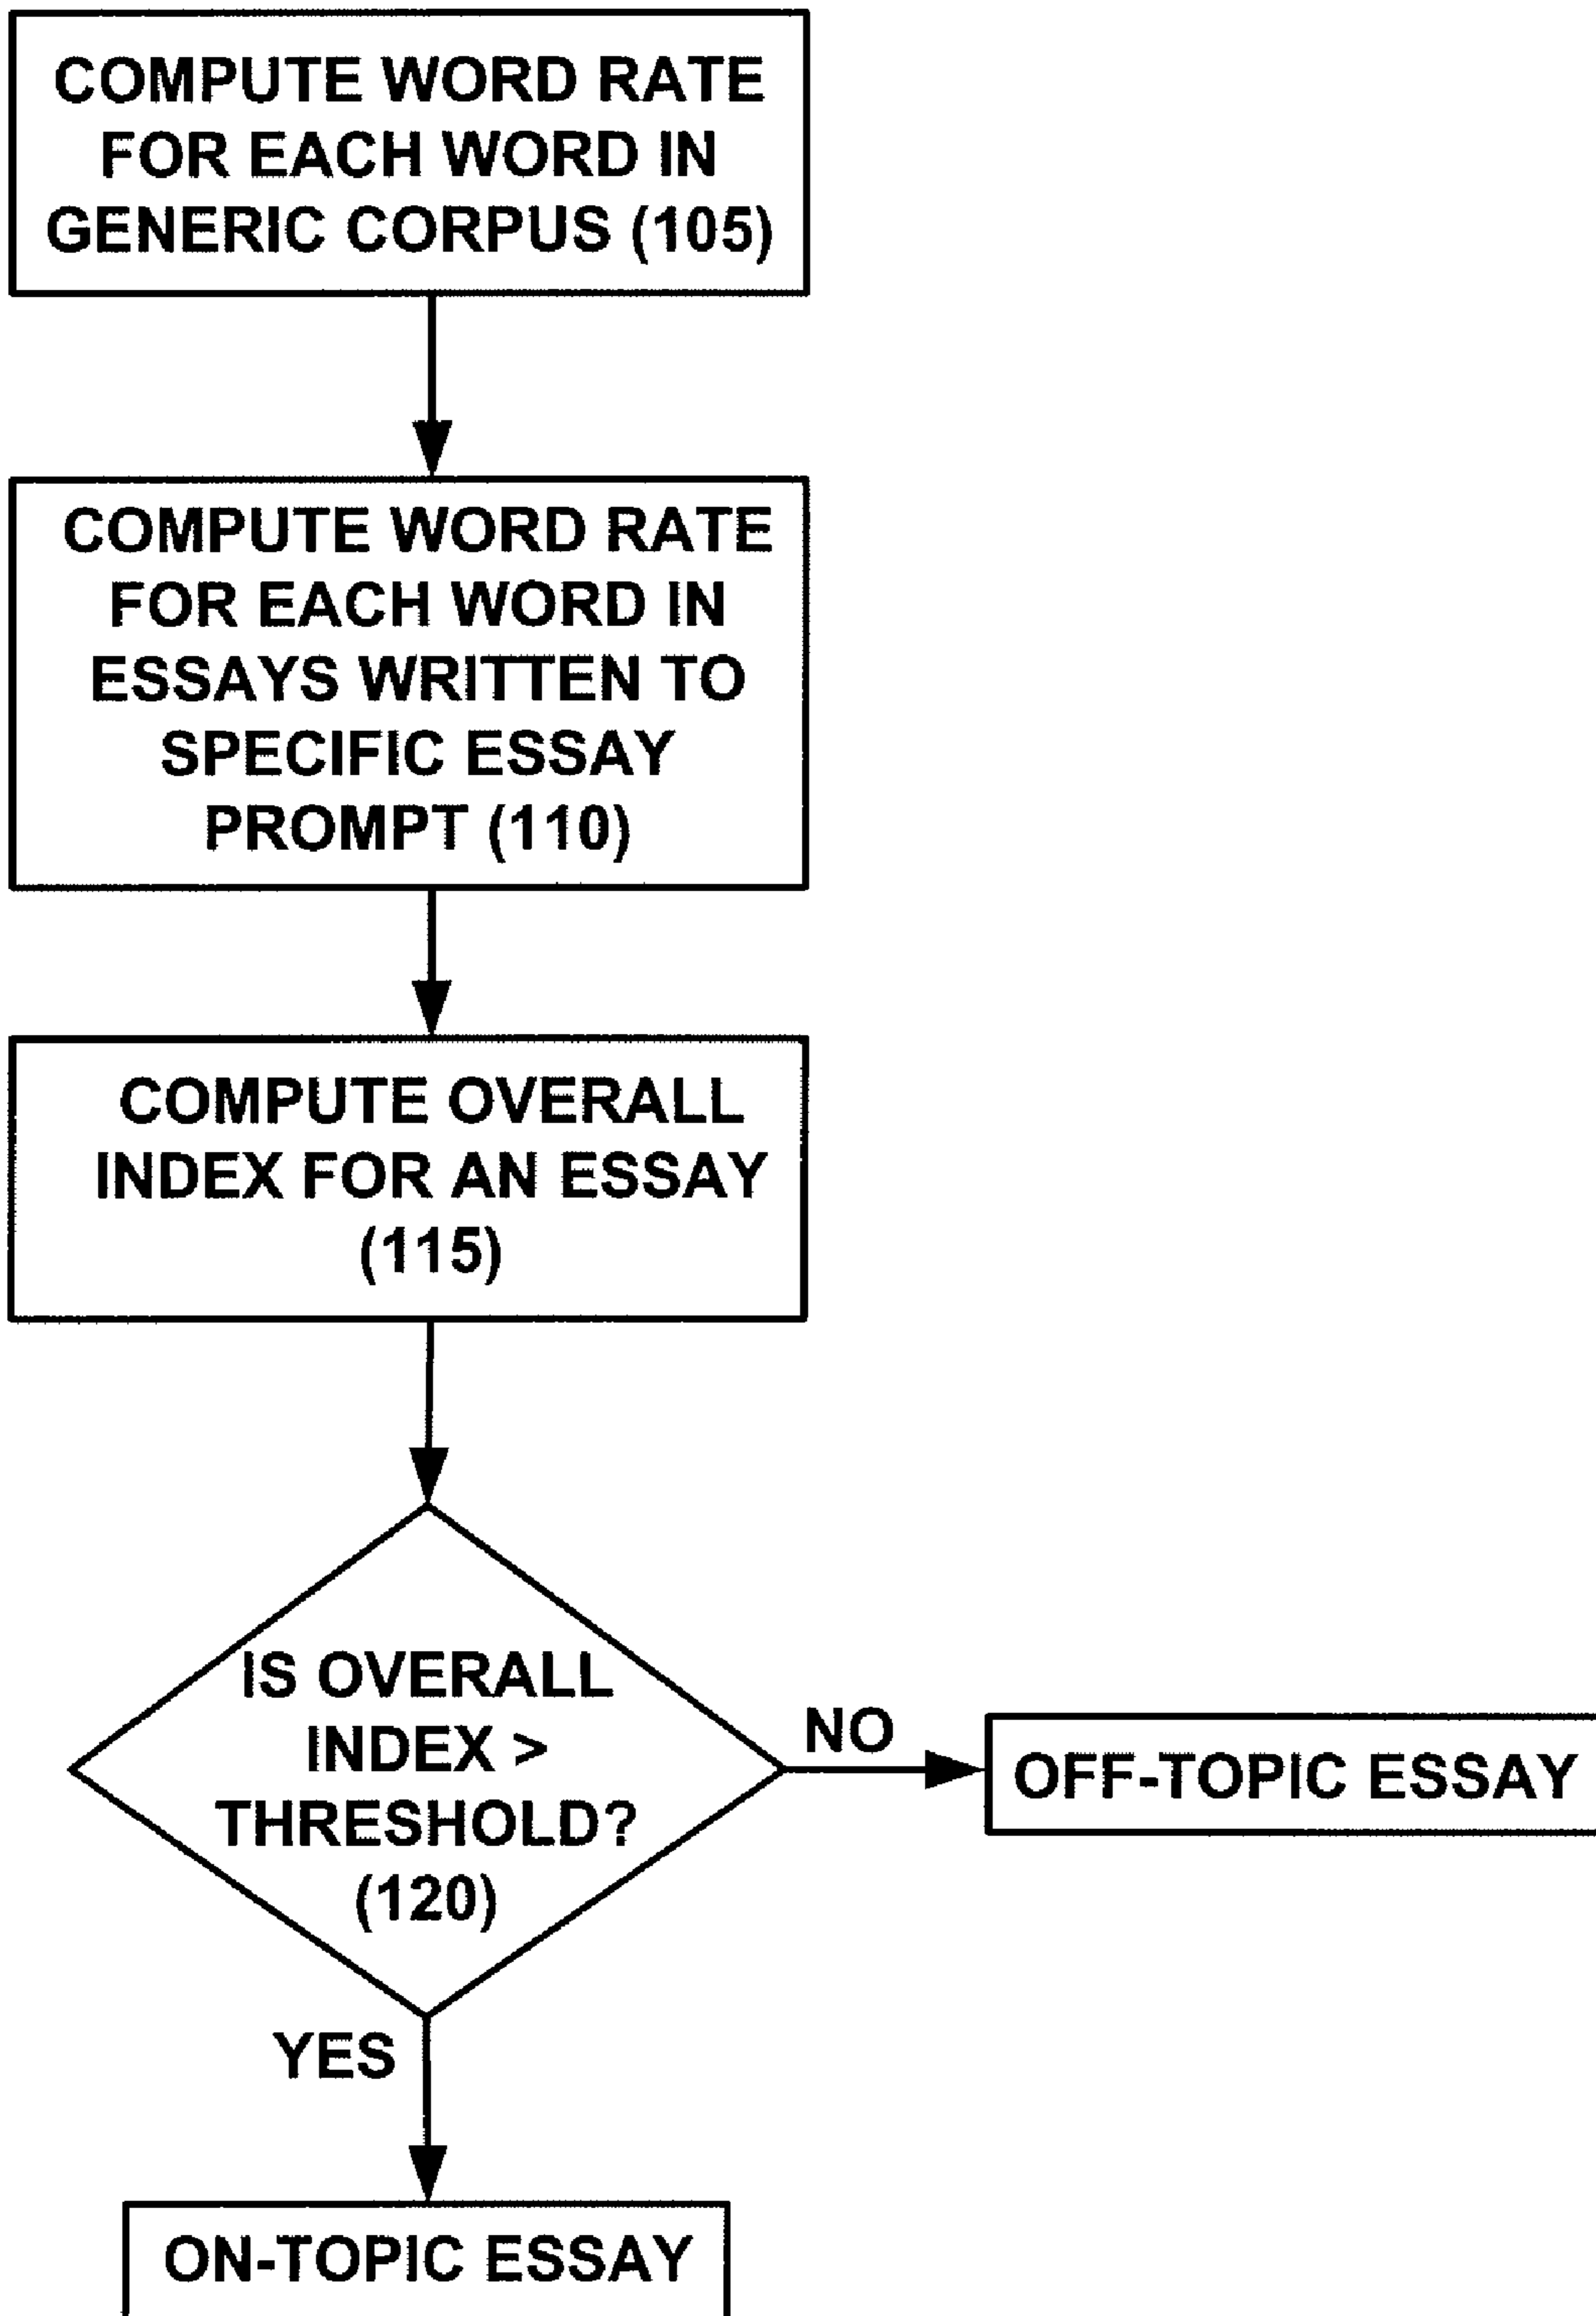 COMPUTE WORD RATE
FOR EACH WORD IN
GENERIC CORPUS (105)
COMPUTE WORD RATE
FOR EACH WORD IN
ESSAYS WRITTEN TO
SPECIFIC ESSAY
PROMPT (110)
COMPUTE OVERALL
INDEX FOR AN ESSAY
(115)
IS OVERALL
INDEX >
THRESHOLD?
(120)
NO
OFF-TOPIC ESSAY
YES
ON-TOPIC ESSAY